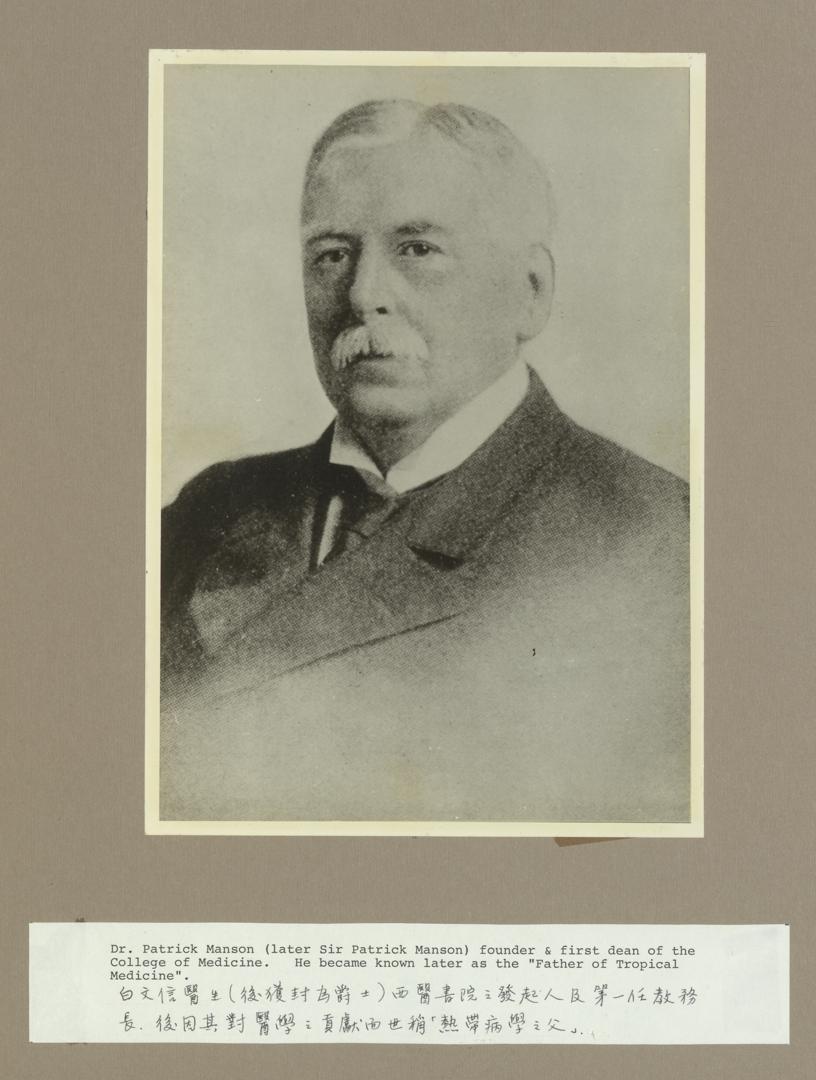 Dr. Patrick Manson (later Sir Patrick Manson) founder & first dean of the
College of Medicine. He became known later as the "Father of Tropical
Medicine".
白文信醫生(後獲封為爵士)西醫書院之發起人及第一任教務
長. 後因其對醫學之貢獻而世稱「熱帶病學之父」.